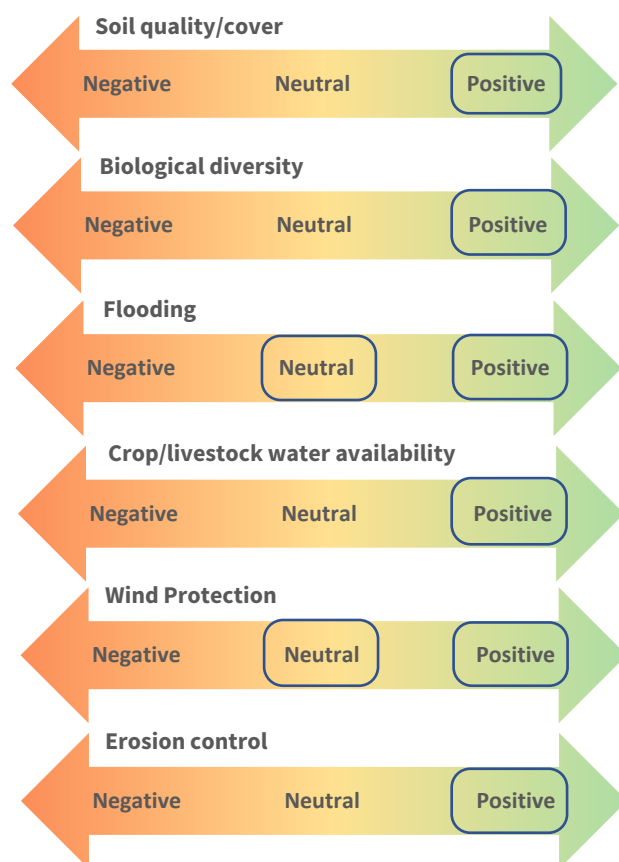 Soil quality/cover
Negative Neutral Positive
Biological diversity
Negative Neutral Positive
Flooding
Negative Neutral Positive
Crop/livestock water availability
Negative Neutral Positive
Wind Protection
Negative Neutral Positive
Erosion control
Negative Neutral Positive